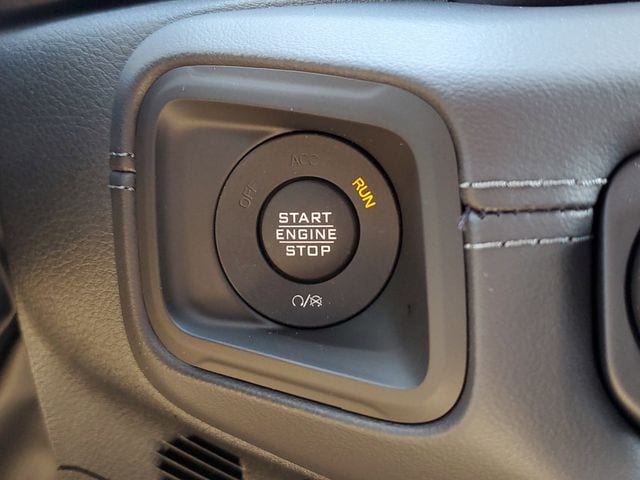 OFF
ACC
RUN
START
ENGINE
STOP